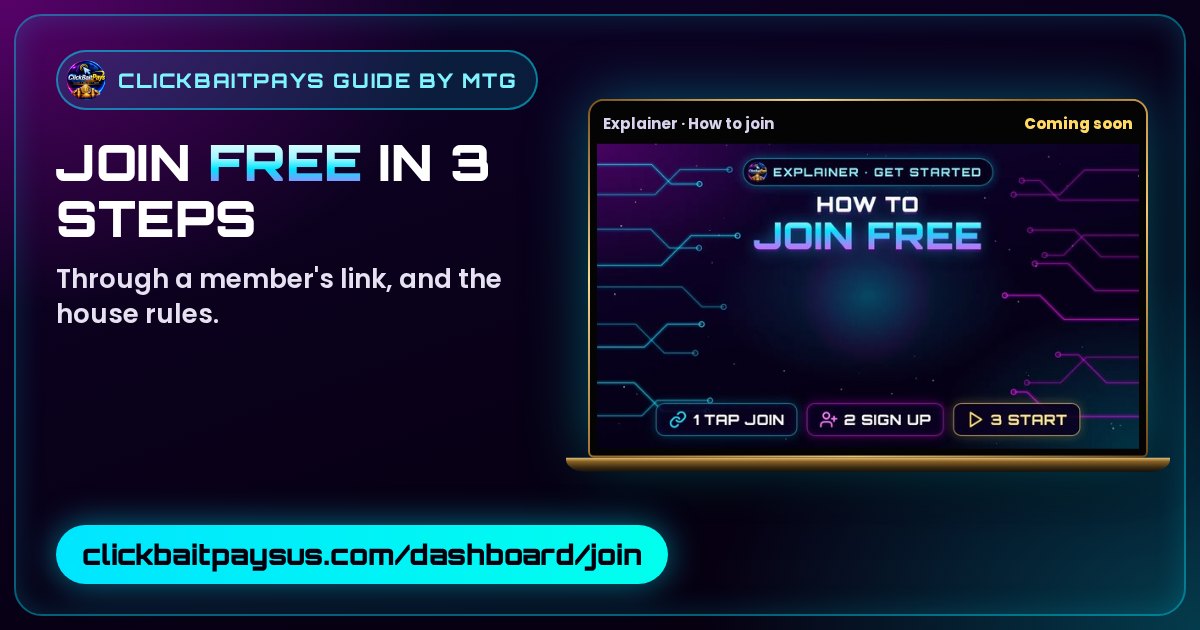 ClickBaitPays
CLICKBAITPAYS GUIDE BY MTG
JOIN FREE IN 3
STEPS
Through a member's link, and the
house rules.
Explainer · How to join
Coming soon
EXPLAINER · GET STARTED
HOW TO
JOIN FREE
1 TAP JOIN
2 SIGN UP
3 START
clickbaitpaysus.com/dashboard/join